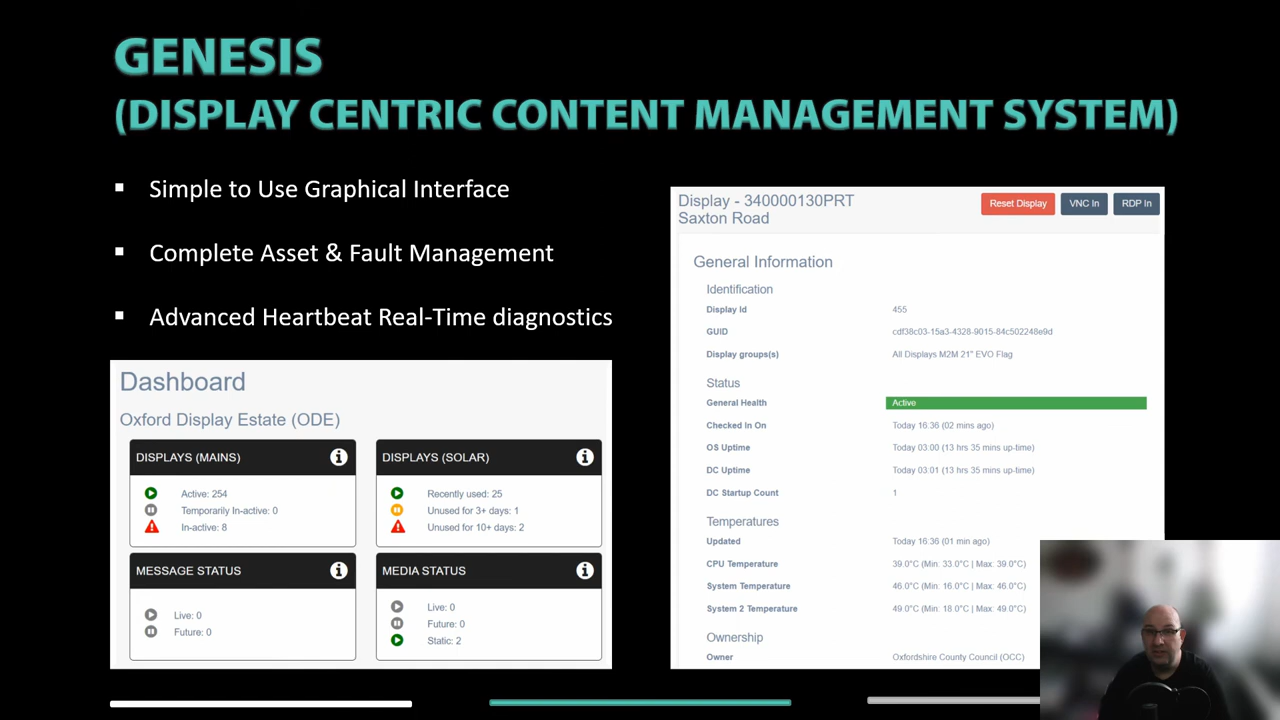 GENESIS
(DISPLAY CENTRIC CONTENT MANAGEMENT SYSTEM)
Simple to Use Graphical Interface
Complete Asset & Fault Management
Advanced Heartbeat Real-Time diagnostics
Dashboard
Oxford Display Estate (ODE)
DISPLAYS (MAINS)
Active: 254
Temporarily In-active: 0
In-active: 8
DISPLAYS (SOLAR)
Recently used: 25
Unused for 3+ days: 1
Unused for 10+ days: 2
MESSAGE STATUS
Live: 0
Future: 0
MEDIA STATUS
Live: 0
Future: 0
Static: 2
Display - 340000130PRT
Saxton Road
Reset Display
VNC In
RDP In
General Information
Identification
Display Id 455
GUID cdf38c03-15a3-4328-9015-84c502248e9d
Display groups(s) All Displays M2M 21" EVO Flag
Status
General Health Active
Checked In On Today 16:36 (02 mins ago)
OS Uptime Today 03:00 (13 hrs 35 mins up-time)
DC Uptime Today 03:01 (13 hrs 35 mins up-time)
DC Startup Count 1
Temperatures
Updated Today 16:36 (01 min ago)
CPU Temperature 39.0°C (Min: 33.0°C | Max: 39.0°C)
System Temperature 46.0°C (Min: 16.0°C | Max: 46.0°C)
System 2 Temperature 49.0°C (Min: 18.0°C | Max: 49.0°C)
Ownership
Owner Oxfordshire County Council (OCC)